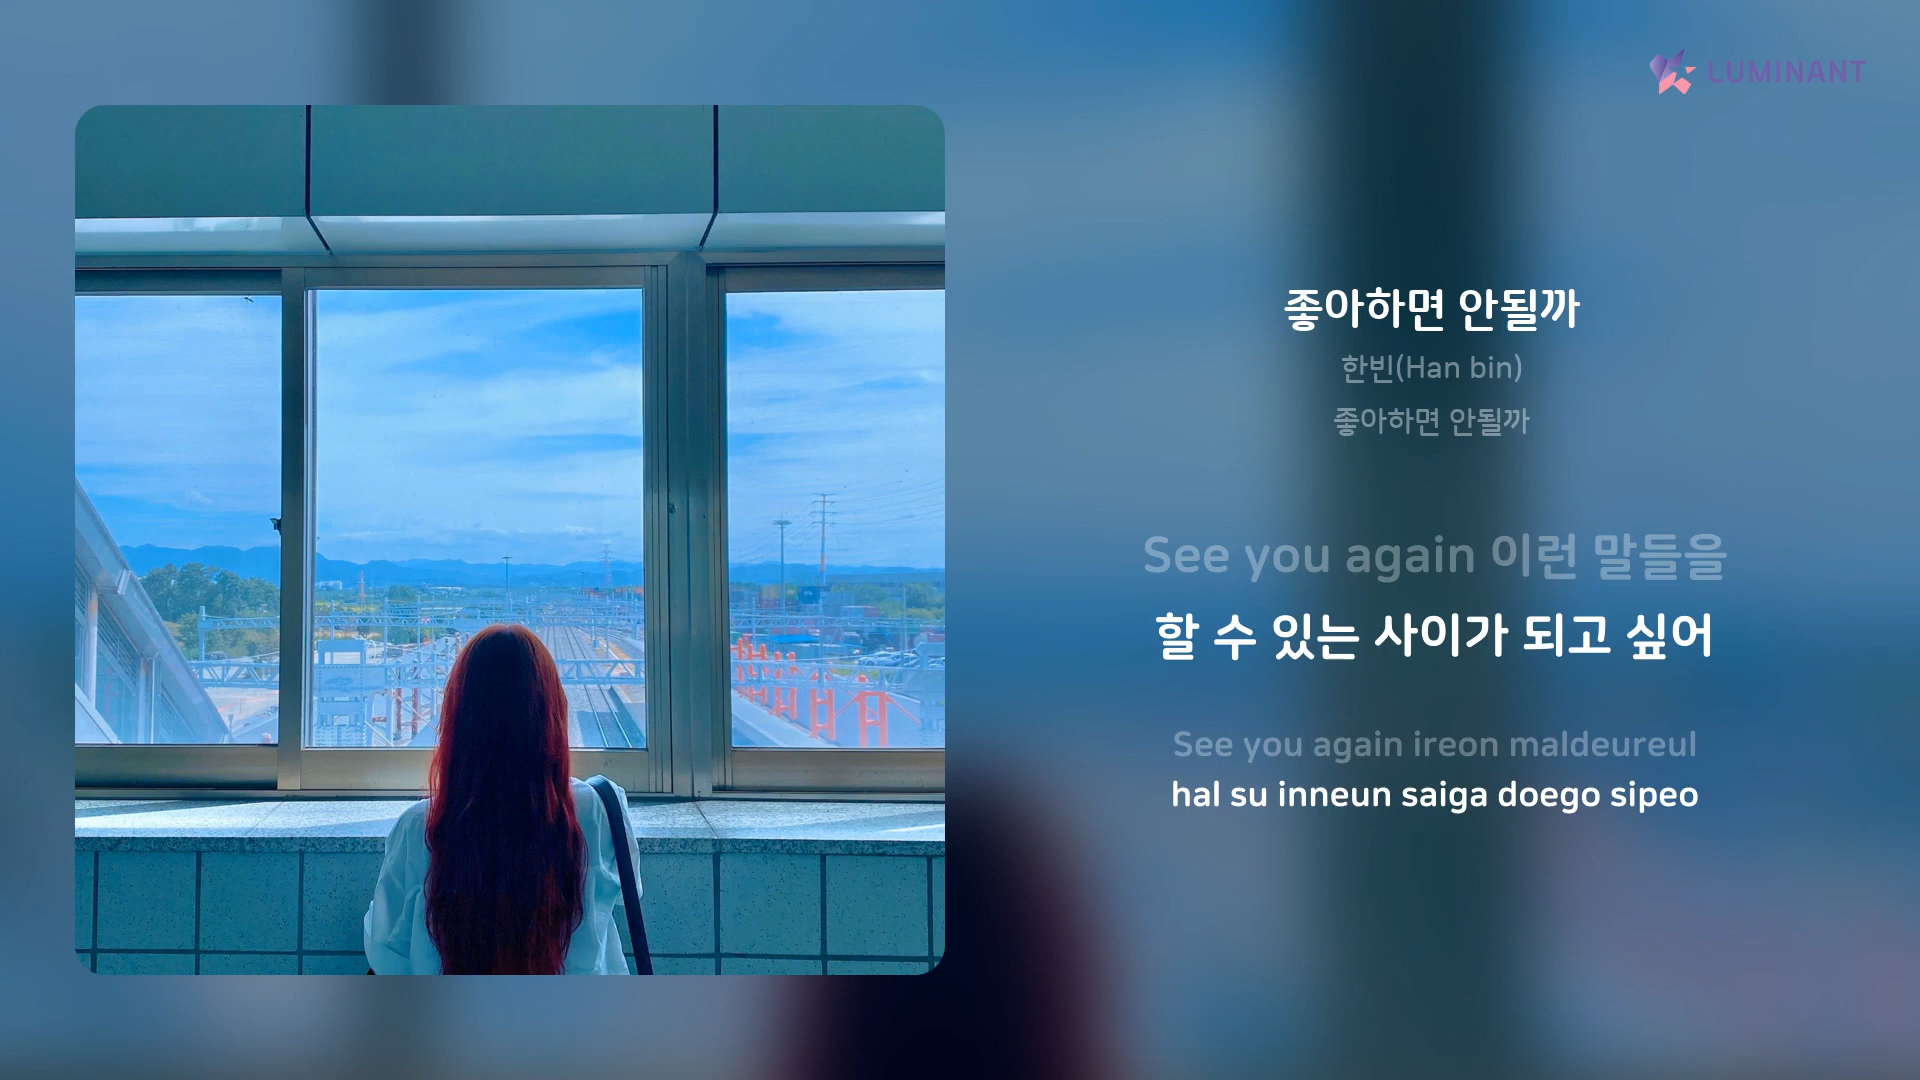 LUMINANT
좋아하면 안될까
한빈(Han bin)
좋아하면 안될까
See you again 이런 말들을
할 수 있는 사이가 되고 싶어
See you again ireon maldeureul
hal su inneun saiga doego sipeo